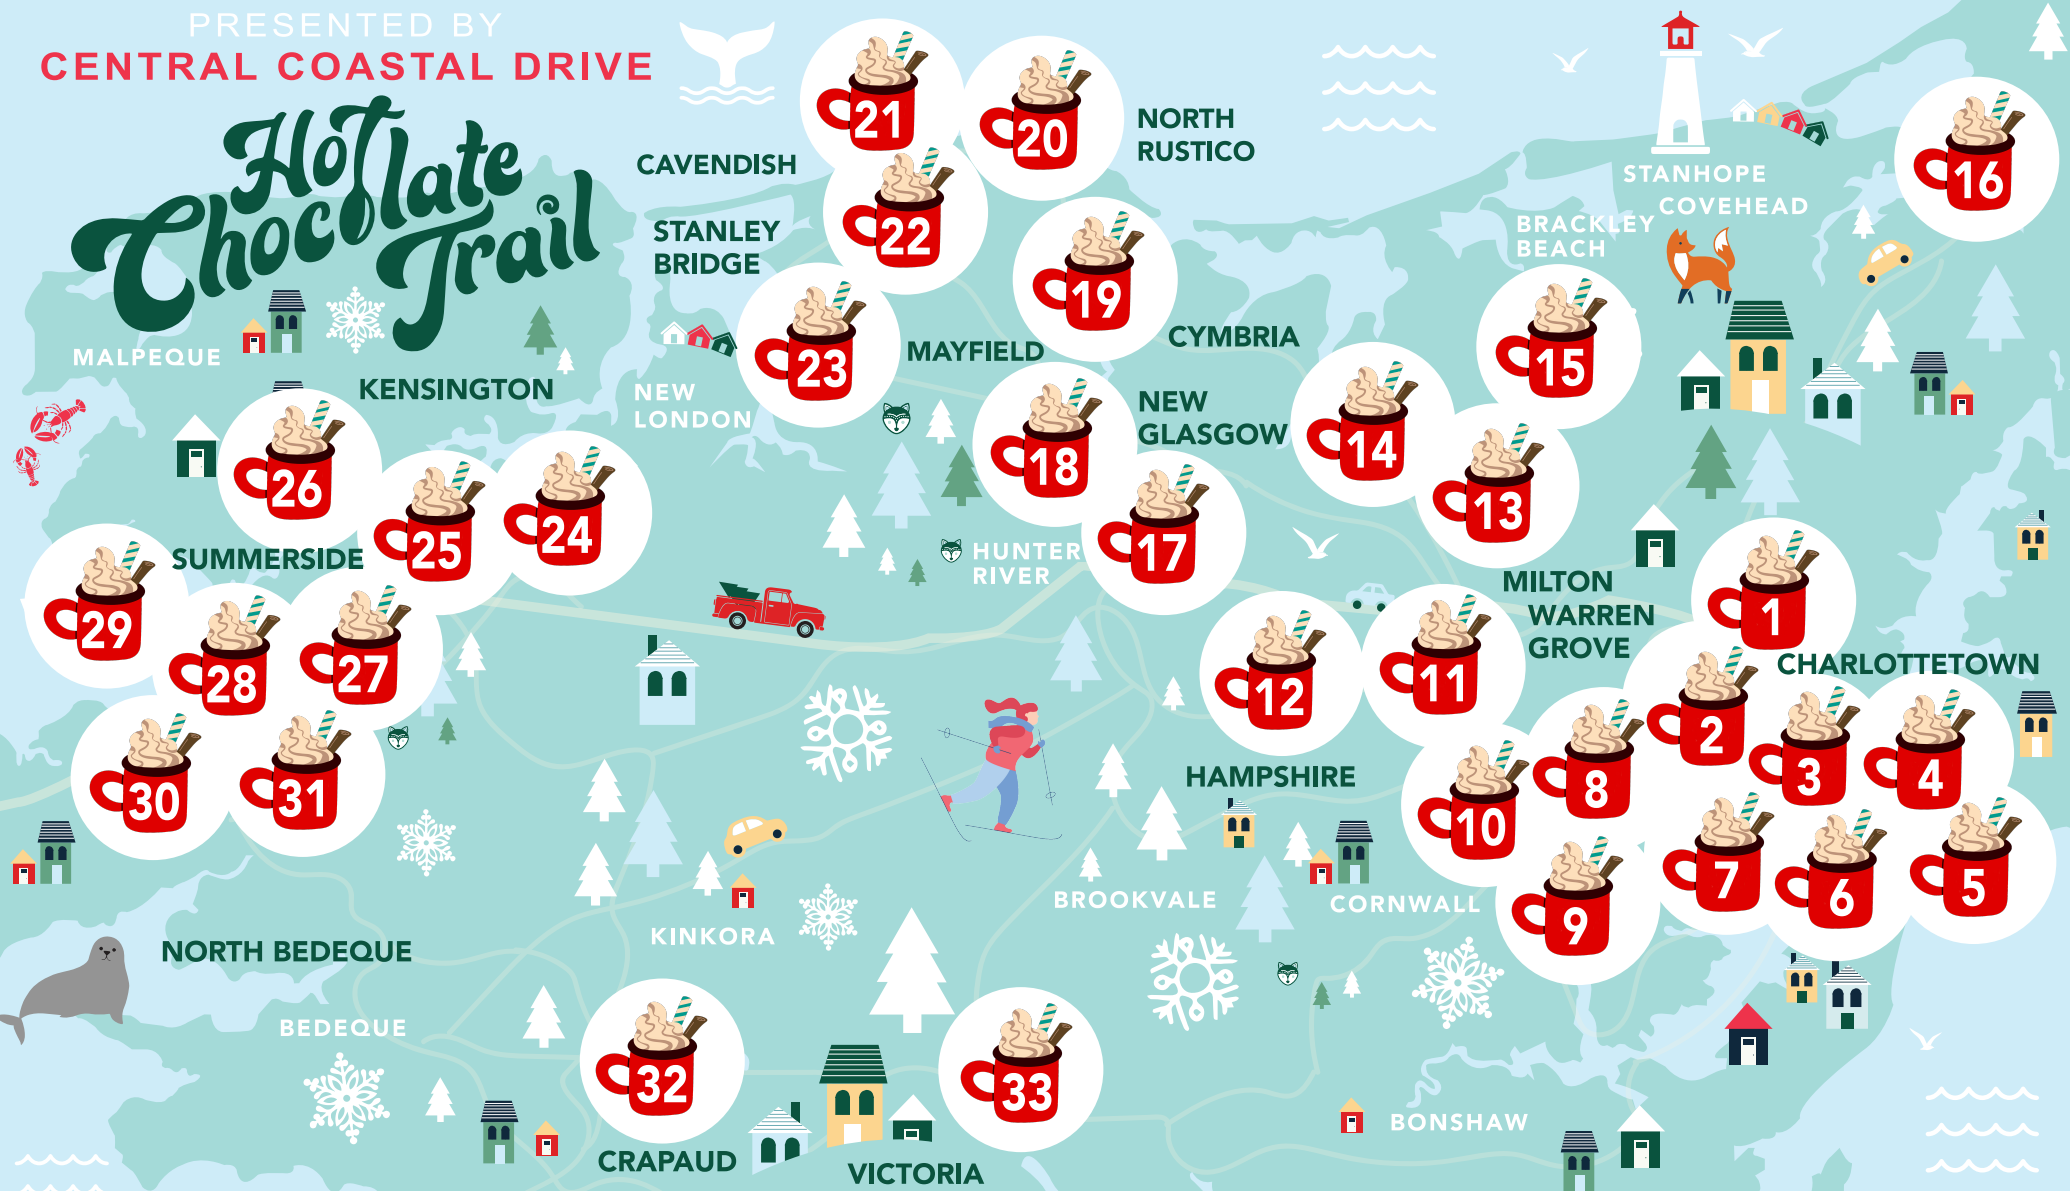 PRESENTED BY
CENTRAL COASTAL DRIVE
Hot
Chocolate
Trail
21
20
NORTH
RUSTICO
CAVENDISH
22
STANLEY
BRIDGE
STANHOPE
COVEHEAD
16
BRACKLEY
BEACH
19
23
MAYFIELD
CYMBRIA
15
MALPEQUE
KENSINGTON
NEW
LONDON
NEW
GLASGOW
18
14
13
26
25
24
17
HUNTER
RIVER
SUMMERSIDE
29
28
27
MILTON
WARREN
GROVE
1
CHARLOTTETOWN
12
11
2
3
4
30
31
HAMPSHIRE
10
8
7
6
5
9
BROOKVALE
CORNWALL
KINKORA
NORTH BEDEQUE
BEDEQUE
32
33
CRAPAUD
VICTORIA
BONSHAW